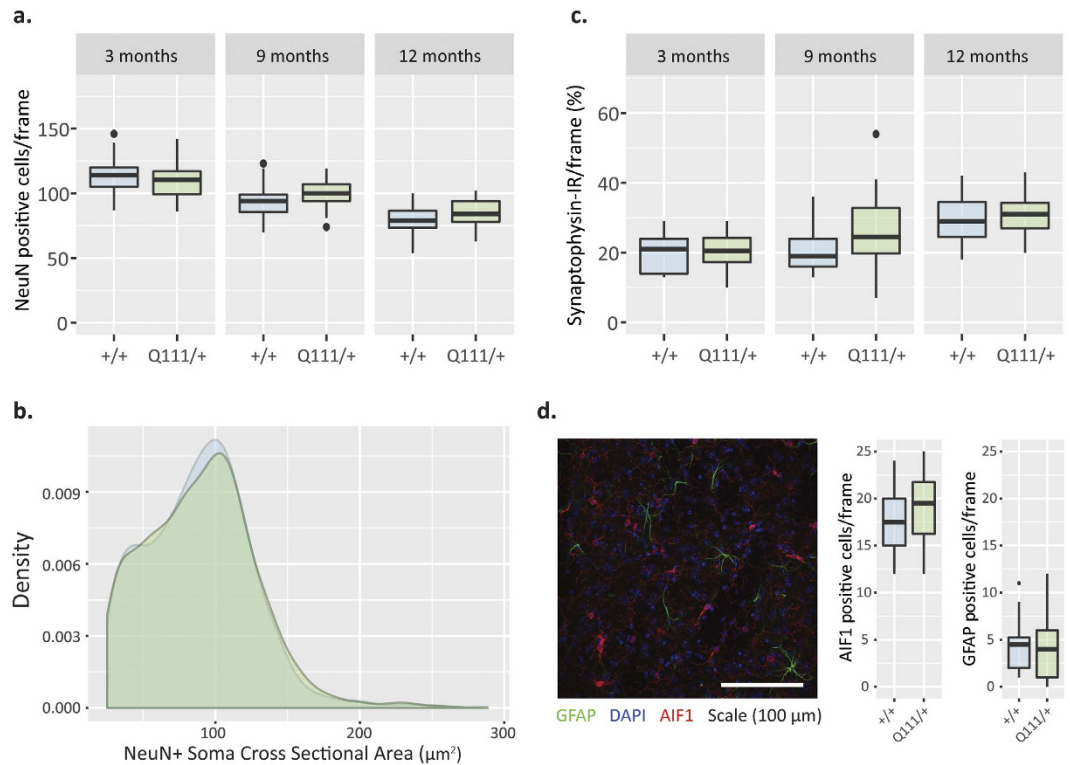 a.
3 months 9 months 12 months
NeuN positive cells/frame
150
100
50
0
+/+ Q111/+ +/+ Q111/+ +/+ Q111/+
c.
3 months 9 months 12 months
Synaptophysin-IR/frame (%)
60
40
20
0
+/+ Q111/+ +/+ Q111/+ +/+ Q111/+
b.
Density
0.009
0.006
0.003
0.000
100 200 300
NeuN+ Soma Cross Sectional Area (μm²)
d.
GFAP DAPI AIF1 Scale (100 μm)
AIF1 positive cells/frame
25
20
15
10
5
0
+/+ Q111/+
GFAP positive cells/frame
25
20
15
10
5
0
+/+ Q111/+